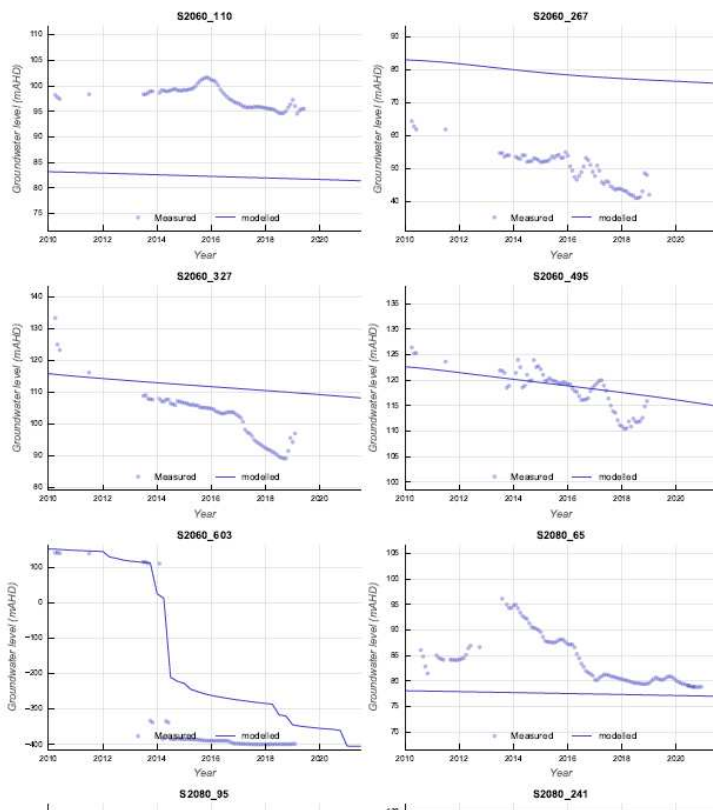 S2060_110
Groundwater level (mAHD)
110
105
100
95
90
85
80
75
Measured modelled
2010 2012 2014 2016 2018 2020
Year
S2060_267
Groundwater level (mAHD)
90
80
70
60
50
40
Measured modelled
2010 2012 2014 2016 2018 2020
Year
S2060_327
Groundwater level (mAHD)
140
130
120
110
100
90
80
Measured modelled
2010 2012 2014 2016 2018 2020
Year
S2060_495
Groundwater level (mAHD)
135
130
125
120
115
110
105
100
Measured modelled
2010 2012 2014 2016 2018 2020
Year
S2060_603
Groundwater level (mAHD)
100
0
−100
−200
−300
−400
Measured modelled
2010 2012 2014 2016 2018 2020
Year
S2080_65
Groundwater level (mAHD)
105
100
95
90
85
80
75
70
Measured modelled
2010 2012 2014 2016 2018 2020
Year
S2080_95
S2080_241